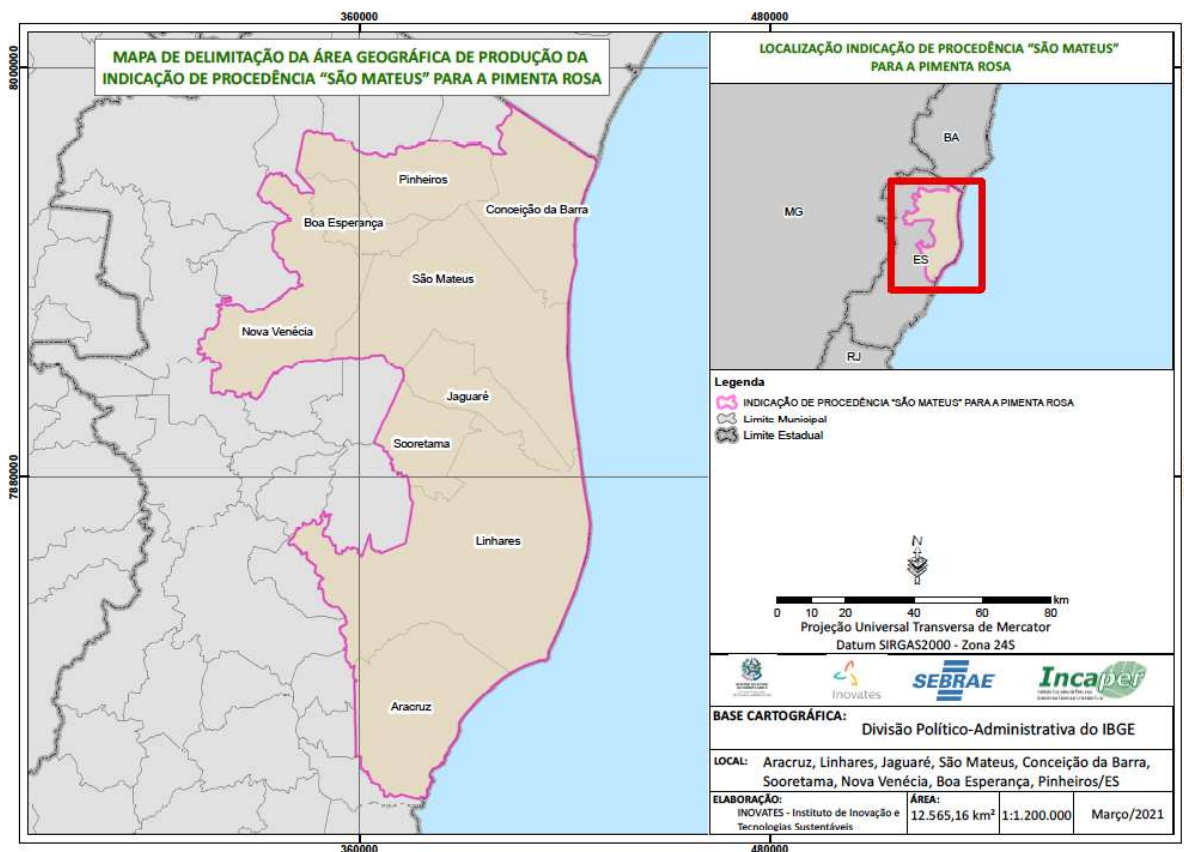 360000
480000
8000000
7880000
MAPA DE DELIMITAÇÃO DA ÁREA GEOGRÁFICA DE PRODUÇÃO DA
INDICAÇÃO DE PROCEDÊNCIA "SÃO MATEUS" PARA A PIMENTA ROSA
Pinheiros
Conceição da Barra
Boa Esperança
São Mateus
Nova Venécia
Jaguaré
Sooretama
Linhares
Aracruz
360000
480000
LOCALIZAÇÃO INDICAÇÃO DE PROCEDÊNCIA "SÃO MATEUS"
PARA A PIMENTA ROSA
BA
MG
ES
RJ
Legenda
INDICAÇÃO DE PROCEDÊNCIA "SÃO MATEUS" PARA A PIMENTA ROSA
Limite Municipal
Limite Estadual
N
km
0 10 20 40 60 80
Projeção Universal Transversa de Mercator
Datum SIRGAS2000 - Zona 24S
Inovates
SEBRAE
Incaper
BASE CARTOGRÁFICA:
Divisão Político-Administrativa do IBGE
LOCAL: Aracruz, Linhares, Jaguaré, São Mateus, Conceição da Barra,
Sooretama, Nova Venécia, Boa Esperança, Pinheiros/ES
ELABORAÇÃO:
INOVATES - Instituto de Inovação e
Tecnologias Sustentáveis
ÁREA:
12.565,16 km²
1:1.200.000
Março/2021